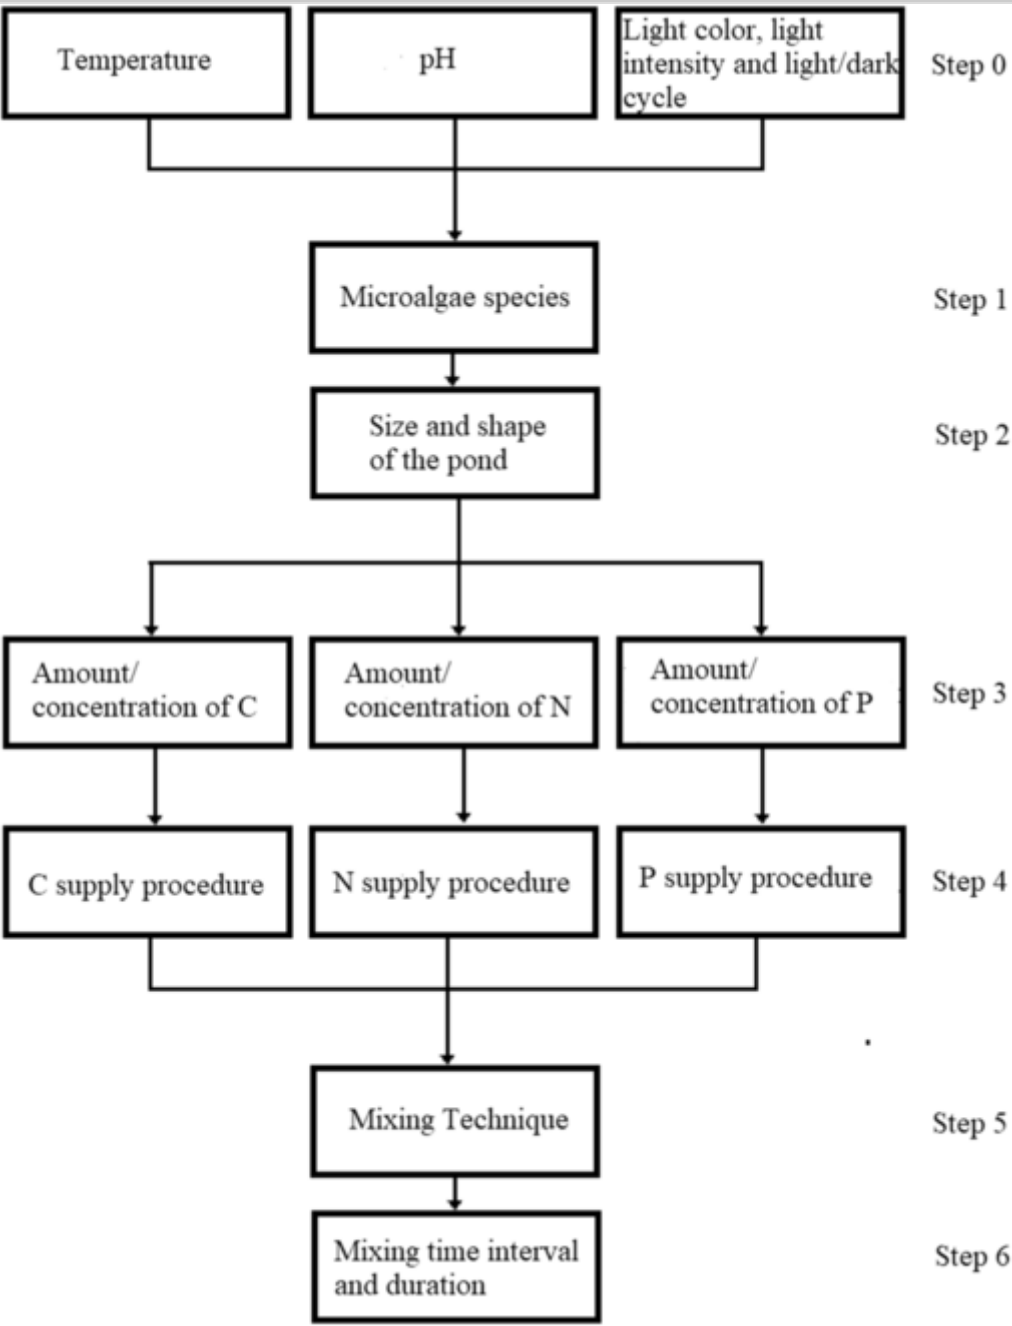 Temperature
pH
Light color, light
intensity and light/dark
cycle
Step 0
Microalgae species
Step 1
Size and shape
of the pond
Step 2
Amount/
concentration of C
Amount/
concentration of N
Amount/
concentration of P
Step 3
C supply procedure
N supply procedure
P supply procedure
Step 4
Mixing Technique
Step 5
Mixing time interval
and duration
Step 6